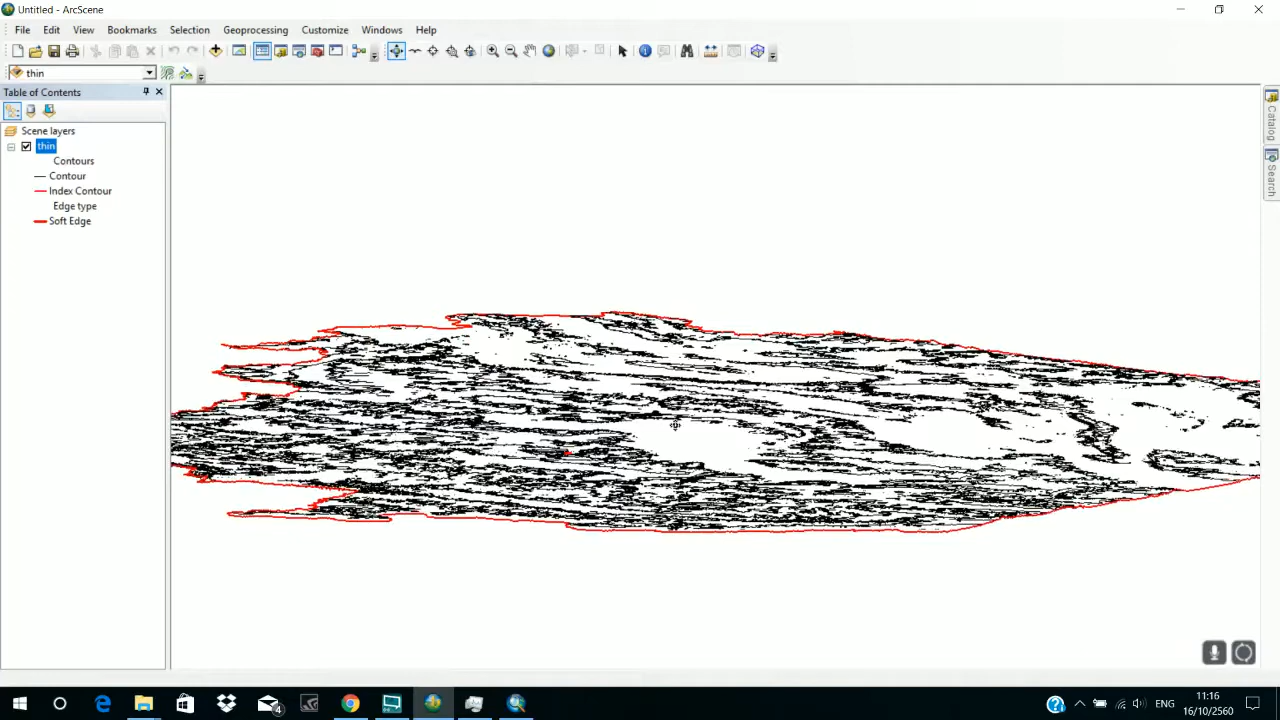 Untitled - ArcScene
File Edit View Bookmarks Selection Geoprocessing Customize Windows Help
thin
Table of Contents
Scene layers
thin
Contours
Contour
Index Contour
Edge type
Soft Edge
Catalog
Search
4
ENG
11:16
16/10/2560